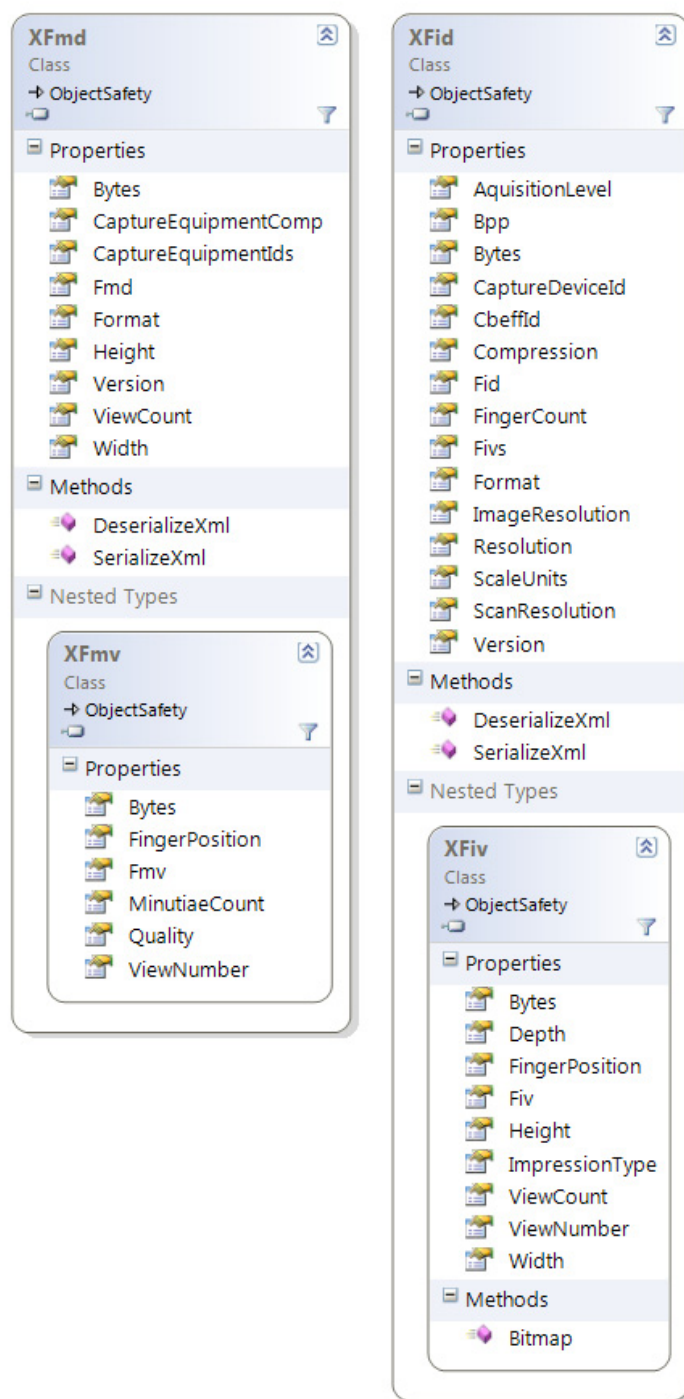 XFmd
Class
ObjectSafety
Properties
Bytes
CaptureEquipmentComp
CaptureEquipmentIds
Fmd
Format
Height
Version
ViewCount
Width
Methods
DeserializeXml
SerializeXml
Nested Types
XFmv
Class
ObjectSafety
Properties
Bytes
FingerPosition
Fmv
MinutiaeCount
Quality
ViewNumber
XFid
Class
ObjectSafety
Properties
AquisitionLevel
Bpp
Bytes
CaptureDeviceId
CbeffId
Compression
Fid
FingerCount
Fivs
Format
ImageResolution
Resolution
ScaleUnits
ScanResolution
Version
Methods
DeserializeXml
SerializeXml
Nested Types
XFiv
Class
ObjectSafety
Properties
Bytes
Depth
FingerPosition
Fiv
Height
ImpressionType
ViewCount
ViewNumber
Width
Methods
Bitmap